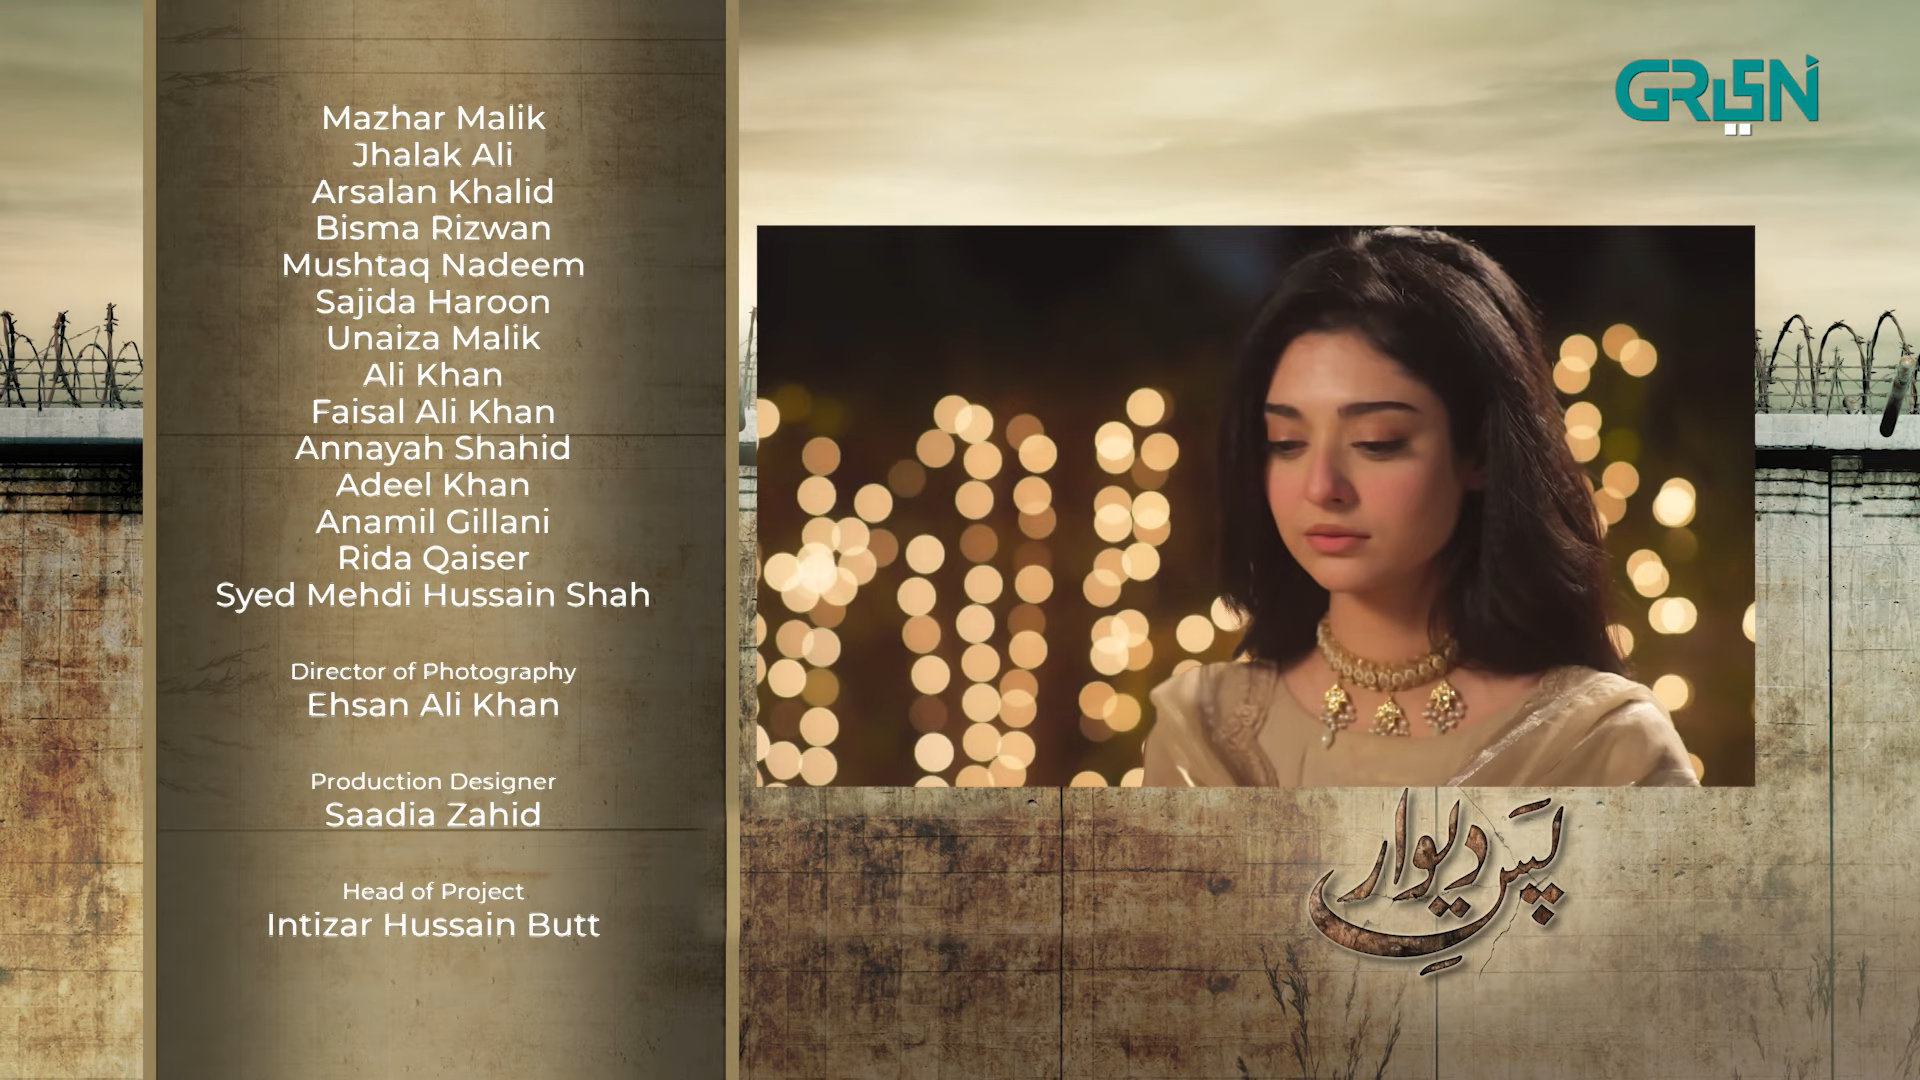 Mazhar Malik
Jhalak Ali
Arsalan Khalid
Bisma Rizwan
Mushtaq Nadeem
Sajida Haroon
Unaiza Malik
Ali Khan
Faisal Ali Khan
Annayah Shahid
Adeel Khan
Anamil Gillani
Rida Qaiser
Syed Mehdi Hussain Shah
Director of Photography
Ehsan Ali Khan
Production Designer
Saadia Zahid
Head of Project
Intizar Hussain Butt
GREEN
پَسِ دیوار